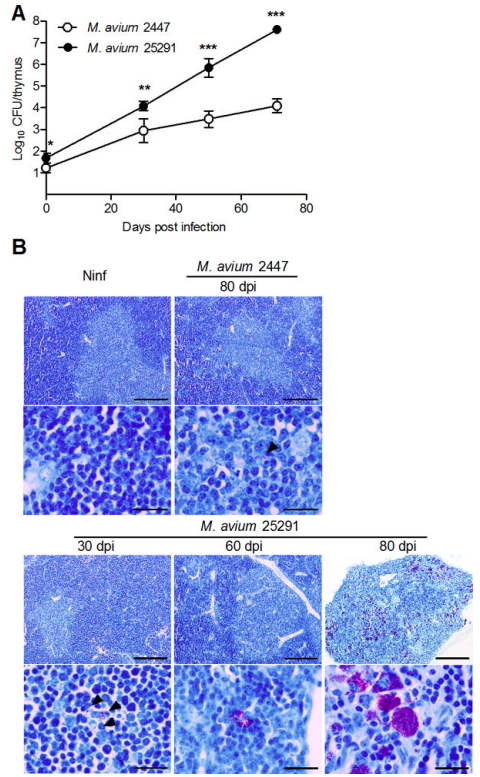 A
M. avium 2447
M. avium 25291
***
***
**
*
Log10 CFU/thymus
8
7
6
5
4
3
2
1
0 20 40 60 80
Days post infection
B
Ninf
M. avium 2447
80 dpi
M. avium 25291
30 dpi 60 dpi 80 dpi